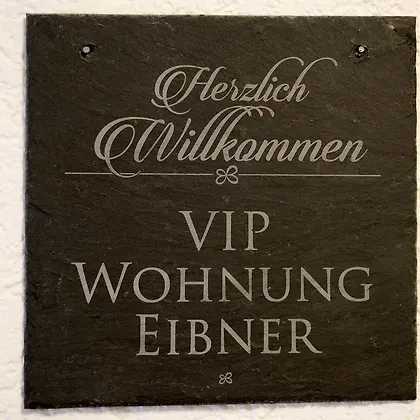 Herzlich
Willkommen
VIP
WOHNUNG
EIBNER